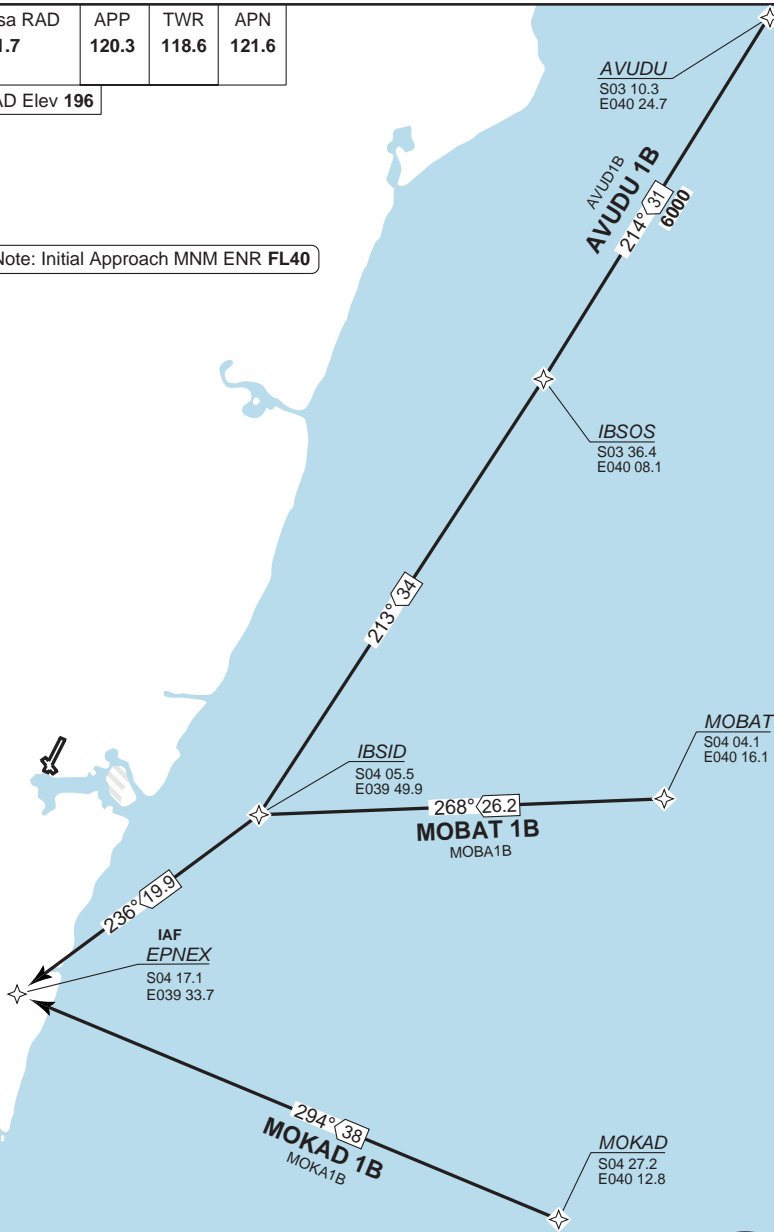 sa RAD APP TWR APN
1.7 120.3 118.6 121.6
AD Elev 196
Note: Initial Approach MNM ENR FL40
AVUDU
S03 10.3
E040 24.7
AVUD1B
AVUDU 1B
214° 31
6000
IBSOS
S03 36.4
E040 08.1
213° 34
MOBAT
S04 04.1
E040 16.1
IBSID
S04 05.5
E039 49.9
268° 26.2
MOBAT 1B
MOBA1B
236° 19.9
IAF
EPNEX
S04 17.1
E039 33.7
294° 38
MOKAD 1B
MOKA1B
MOKAD
S04 27.2
E040 12.8